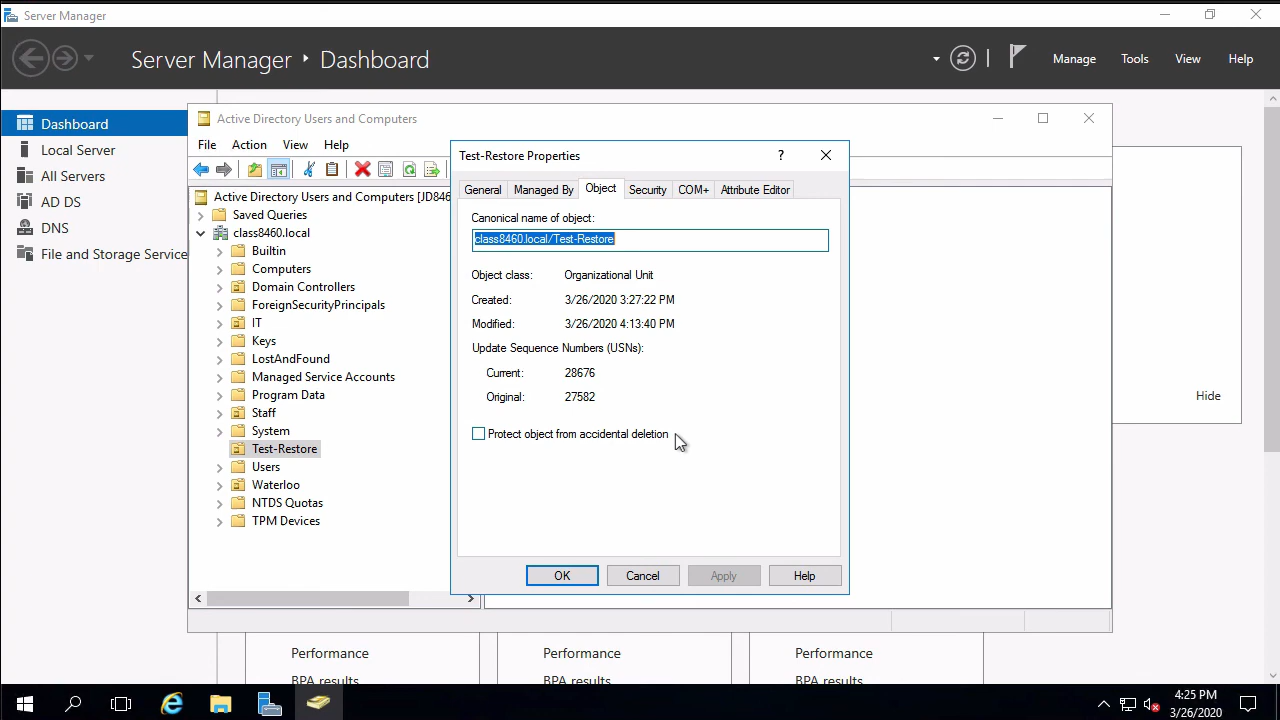 Server Manager
Server Manager ‣ Dashboard
Manage Tools View Help
Dashboard
Local Server
All Servers
AD DS
DNS
File and Storage Service
Active Directory Users and Computers
File Action View Help
Active Directory Users and Computers [JD846
Saved Queries
class8460.local
Builtin
Computers
Domain Controllers
ForeignSecurityPrincipals
IT
Keys
LostAndFound
Managed Service Accounts
Program Data
Staff
System
Test-Restore
Users
Waterloo
NTDS Quotas
TPM Devices
Test-Restore Properties
?
General Managed By Object Security COM+ Attribute Editor
Canonical name of object:
class8460.local/Test-Restore
Object class: Organizational Unit
Created: 3/26/2020 3:27:22 PM
Modified: 3/26/2020 4:13:40 PM
Update Sequence Numbers (USNs):
Current: 28676
Original: 27582
Protect object from accidental deletion
OK Cancel Apply Help
Hide
Performance Performance Performance
BPA results BPA results BPA results
4:25 PM
3/26/2020